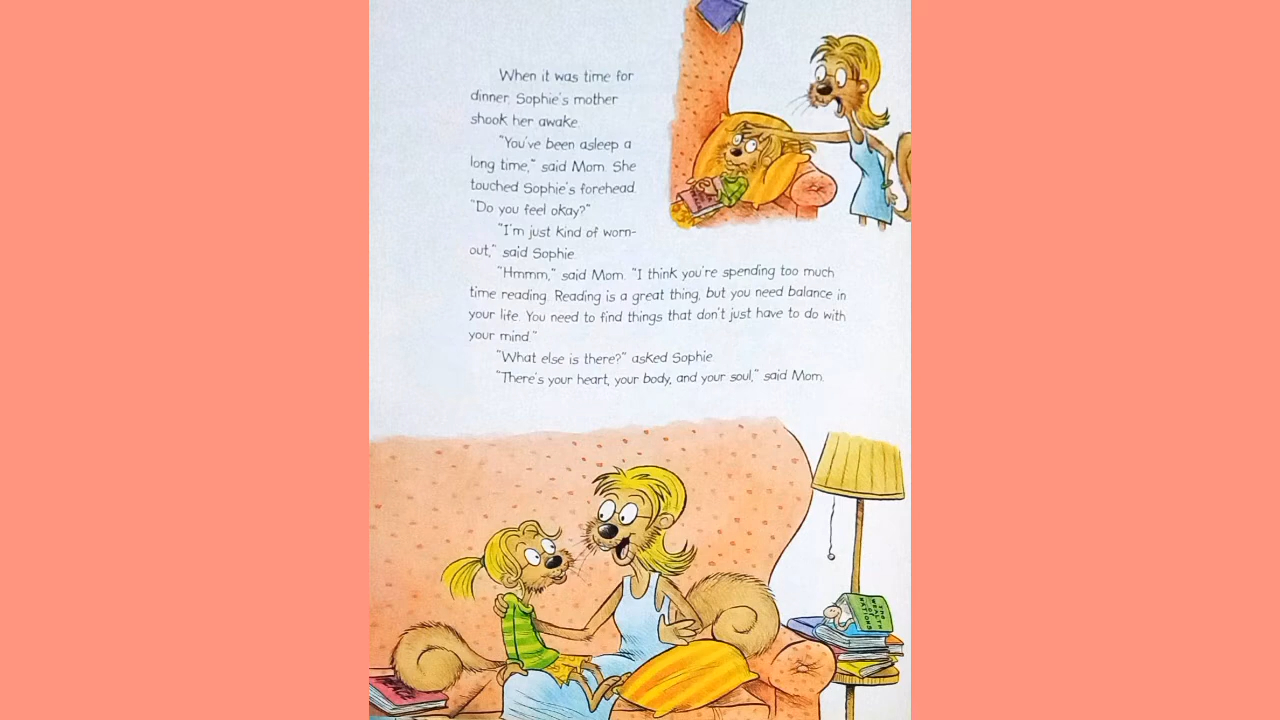 When it was time for
dinner, Sophie's mother
shook her awake.
"You've been asleep a
long time," said Mom. She
touched Sophie's forehead.
"Do you feel okay?"
"I'm just kind of worn-
out," said Sophie.
"Hmmm," said Mom. "I think you're spending too much
time reading. Reading is a great thing, but you need balance in
your life. You need to find things that don't just have to do with
your mind."
"What else is there?" asked Sophie.
"There's your heart, your body, and your soul," said Mom.
THE
WEALTH
OF
NATIONS